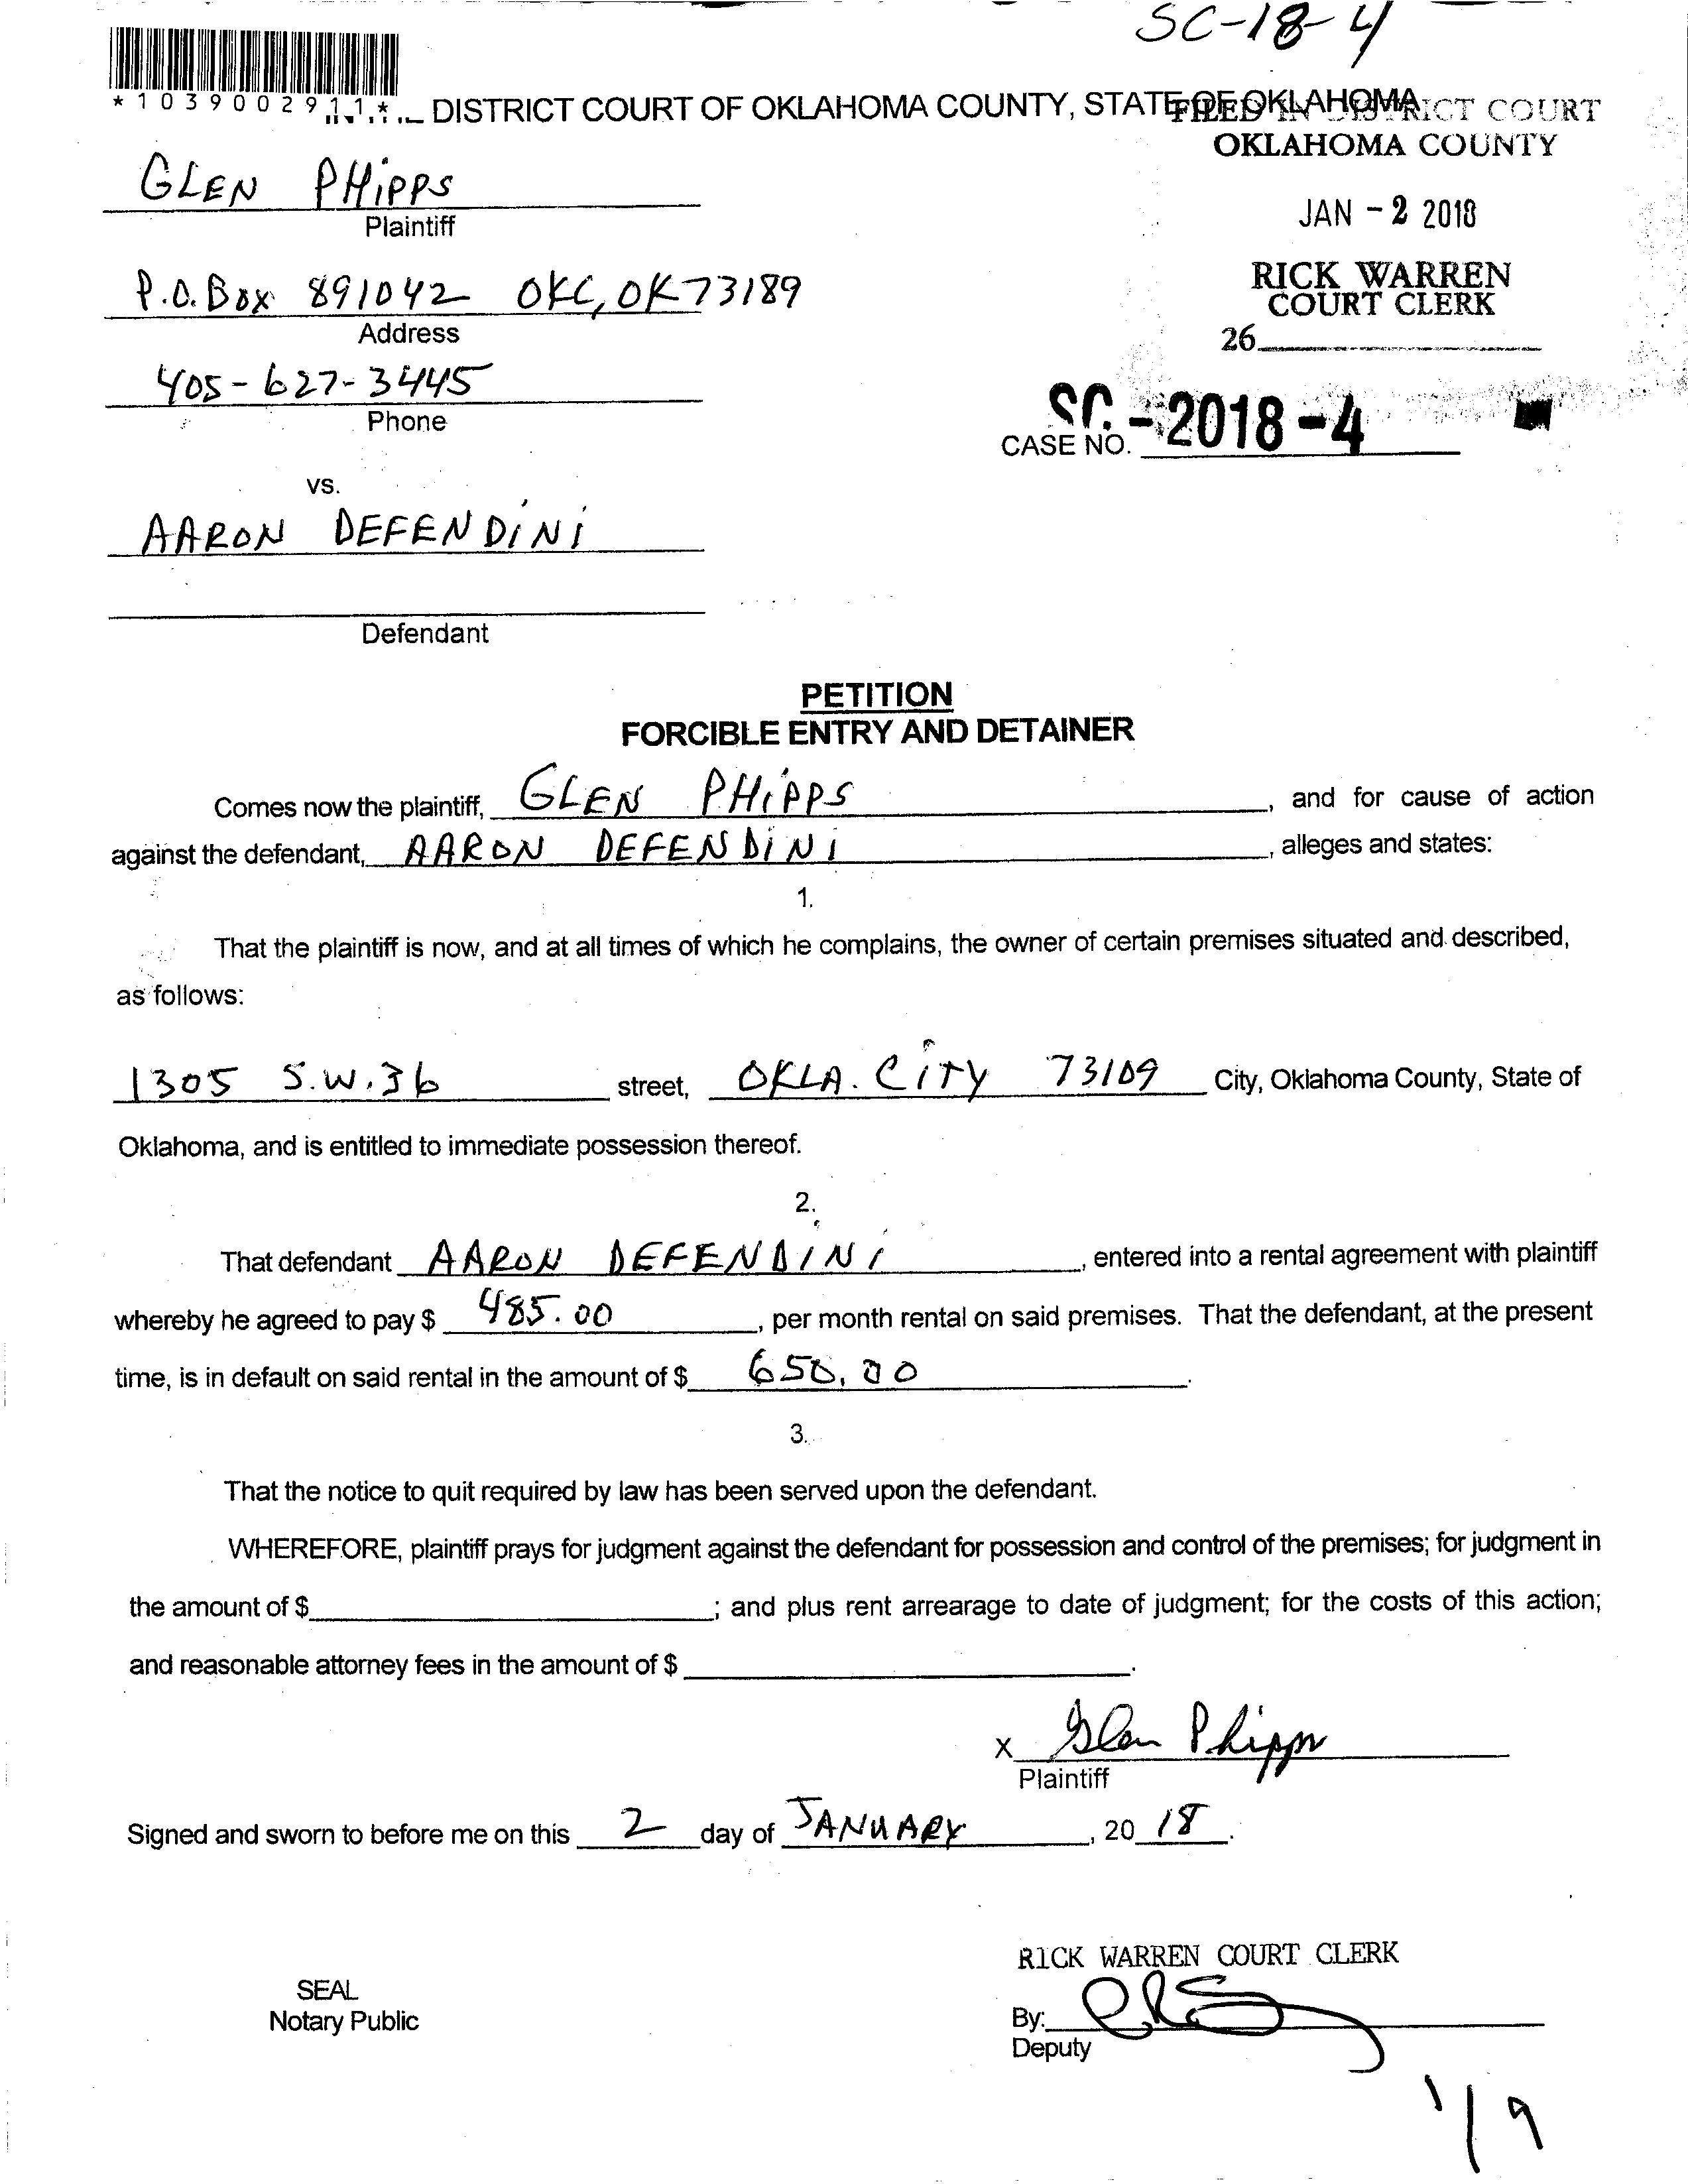 SC-18-4
*1039002911*
DISTRICT COURT OF OKLAHOMA COUNTY, STATE OF OKLAHOMA
FILED IN DISTRICT COURT
OKLAHOMA COUNTY
GLEN PHiPPS
Plaintiff
JAN - 2 2018
P.O. Box 891042 OKC, OK 73189
Address
RICK WARREN
COURT CLERK
26
405-627-3445
Phone
SC - 2018 - 4
CASE NO.
vs.
AARON DEFENDiNi
Defendant
PETITION
FORCIBLE ENTRY AND DETAINER
Comes now the plaintiff, GLEN PHiPPS, and for cause of action
against the defendant, AARON DEFENDiNi, alleges and states:
1.
That the plaintiff is now, and at all times of which he complains, the owner of certain premises situated and described,
as follows:
1305 S.W. 36 street, OKLA. CiTY 73109 City, Oklahoma County, State of
Oklahoma, and is entitled to immediate possession thereof.
2.
That defendant AARON DEFENDiNi, entered into a rental agreement with plaintiff
whereby he agreed to pay $ 485.00, per month rental on said premises. That the defendant, at the present
time, is in default on said rental in the amount of $ 650.00.
3.
That the notice to quit required by law has been served upon the defendant.
WHEREFORE, plaintiff prays for judgment against the defendant for possession and control of the premises; for judgment in
the amount of $ ; and plus rent arrearage to date of judgment; for the costs of this action;
and reasonable attorney fees in the amount of $ .
x Glen Phipps
Plaintiff
Signed and sworn to before me on this 2 day of JANUARY, 20 18.
RICK WARREN COURT CLERK
SEAL
Notary Public
By:
Deputy
1/9